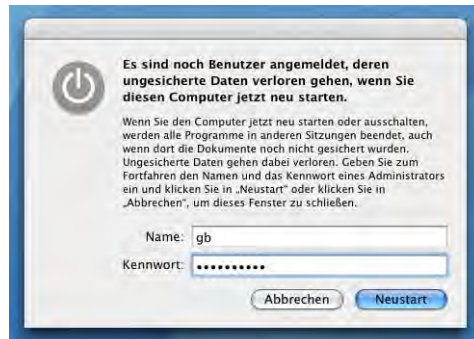 Es sind noch Benutzer angemeldet, deren
ungesicherte Daten verloren gehen, wenn Sie
diesen Computer jetzt neu starten.
Wenn Sie den Computer jetzt neu starten oder ausschalten,
werden alle Programme in anderen Sitzungen beendet, auch
wenn dort die Dokumente noch nicht gesichert wurden.
Ungesicherte Daten gehen dabei verloren. Geben Sie zum
Fortfahren den Namen und das Kennwort eines Administrators
ein und klicken Sie in „Neustart“ oder klicken Sie in
„Abbrechen“, um dieses Fenster zu schließen.
Name: gb
Kennwort: ••••••••••
Abbrechen Neustart